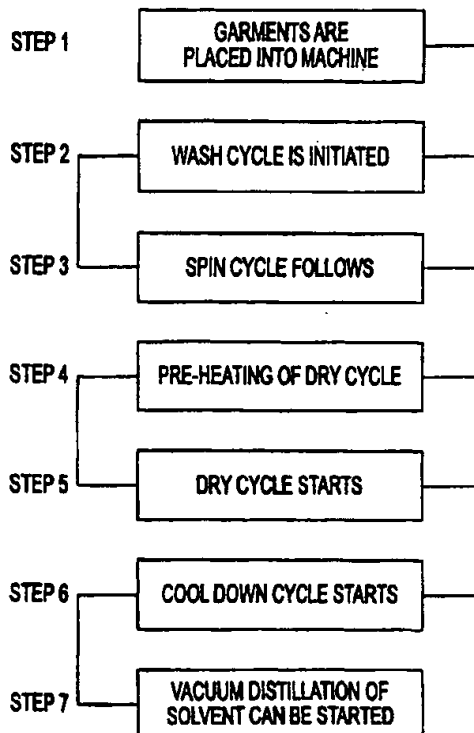 STEP 1
GARMENTS ARE
PLACED INTO MACHINE
STEP 2
WASH CYCLE IS INITIATED
STEP 3
SPIN CYCLE FOLLOWS
STEP 4
PRE-HEATING OF DRY CYCLE
STEP 5
DRY CYCLE STARTS
STEP 6
COOL DOWN CYCLE STARTS
STEP 7
VACUUM DISTILLATION OF
SOLVENT CAN BE STARTED